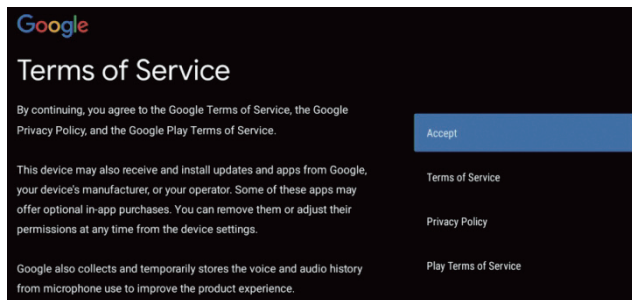 Google
Terms of Service
By continuing, you agree to the Google Terms of Service, the Google
Privacy Policy, and the Google Play Terms of Service.
This device may also receive and install updates and apps from Google,
your device's manufacturer, or your operator. Some of these apps may
offer optional in-app purchases. You can remove them or adjust their
permissions at any time from the device settings.
Google also collects and temporarily stores the voice and audio history
from microphone use to improve the product experience.
Accept
Terms of Service
Privacy Policy
Play Terms of Service